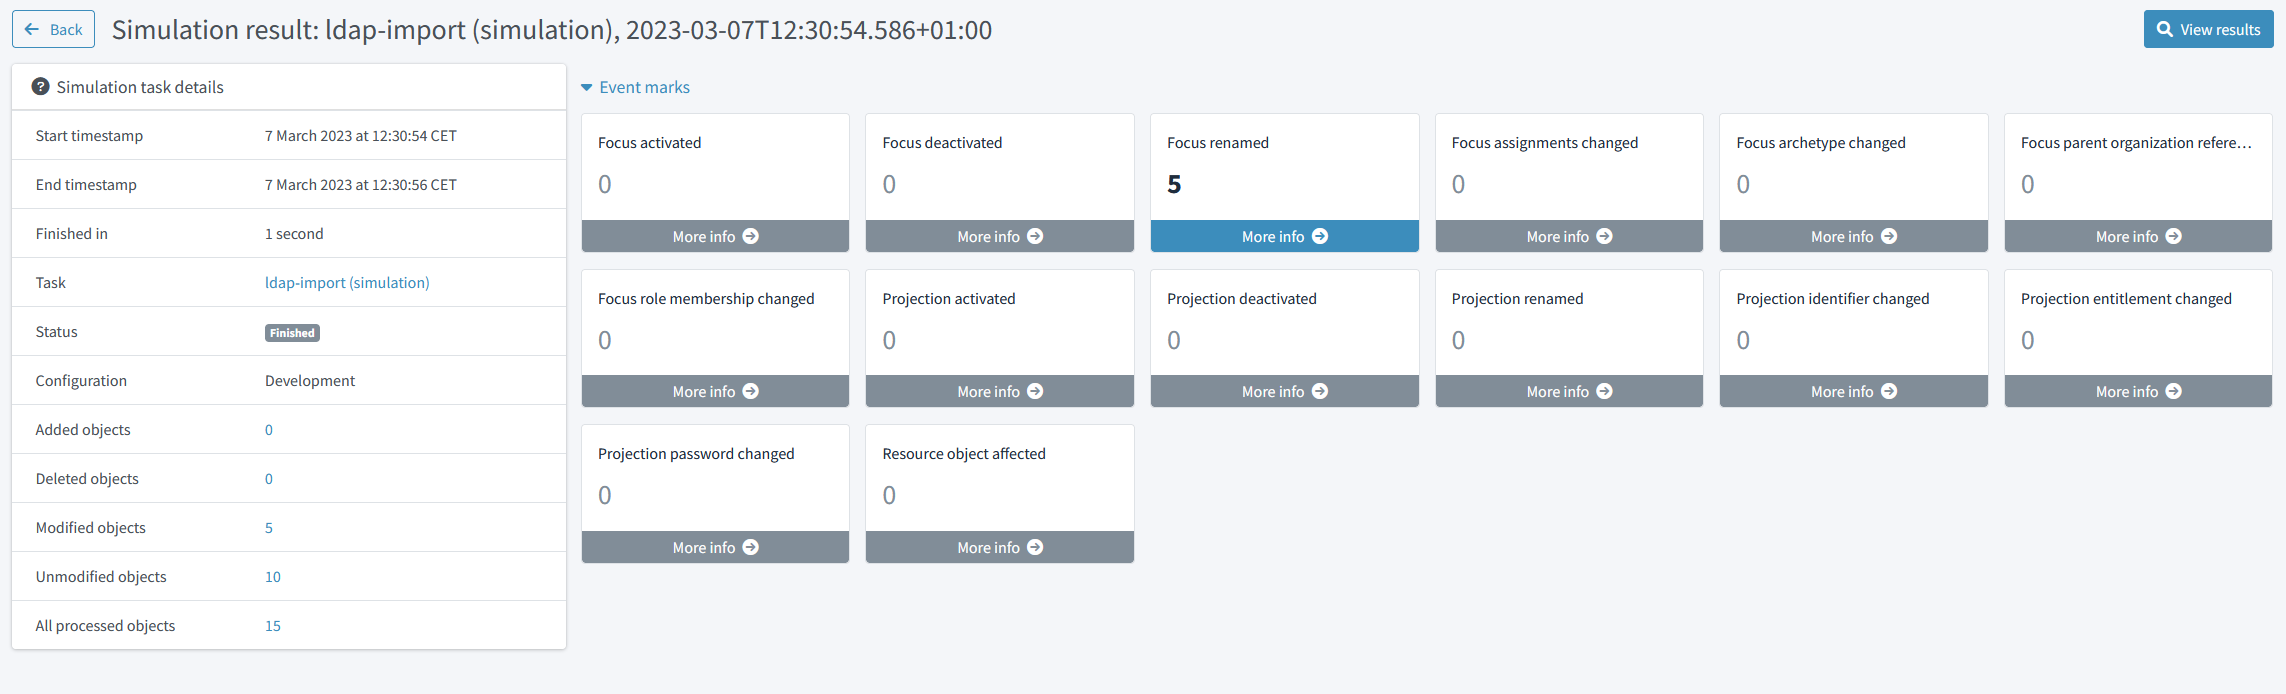 Back
Simulation result: ldap-import (simulation), 2023-03-07T12:30:54.586+01:00
View results
Simulation task details
Start timestamp 7 March 2023 at 12:30:54 CET
End timestamp 7 March 2023 at 12:30:56 CET
Finished in 1 second
Task ldap-import (simulation)
Status Finished
Configuration Development
Added objects 0
Deleted objects 0
Modified objects 5
Unmodified objects 10
All processed objects 15
Event marks
Focus activated
0
More info
Focus deactivated
0
More info
Focus renamed
5
More info
Focus assignments changed
0
More info
Focus archetype changed
0
More info
Focus parent organization refere...
0
More info
Focus role membership changed
0
More info
Projection activated
0
More info
Projection deactivated
0
More info
Projection renamed
0
More info
Projection identifier changed
0
More info
Projection entitlement changed
0
More info
Projection password changed
0
More info
Resource object affected
0
More info